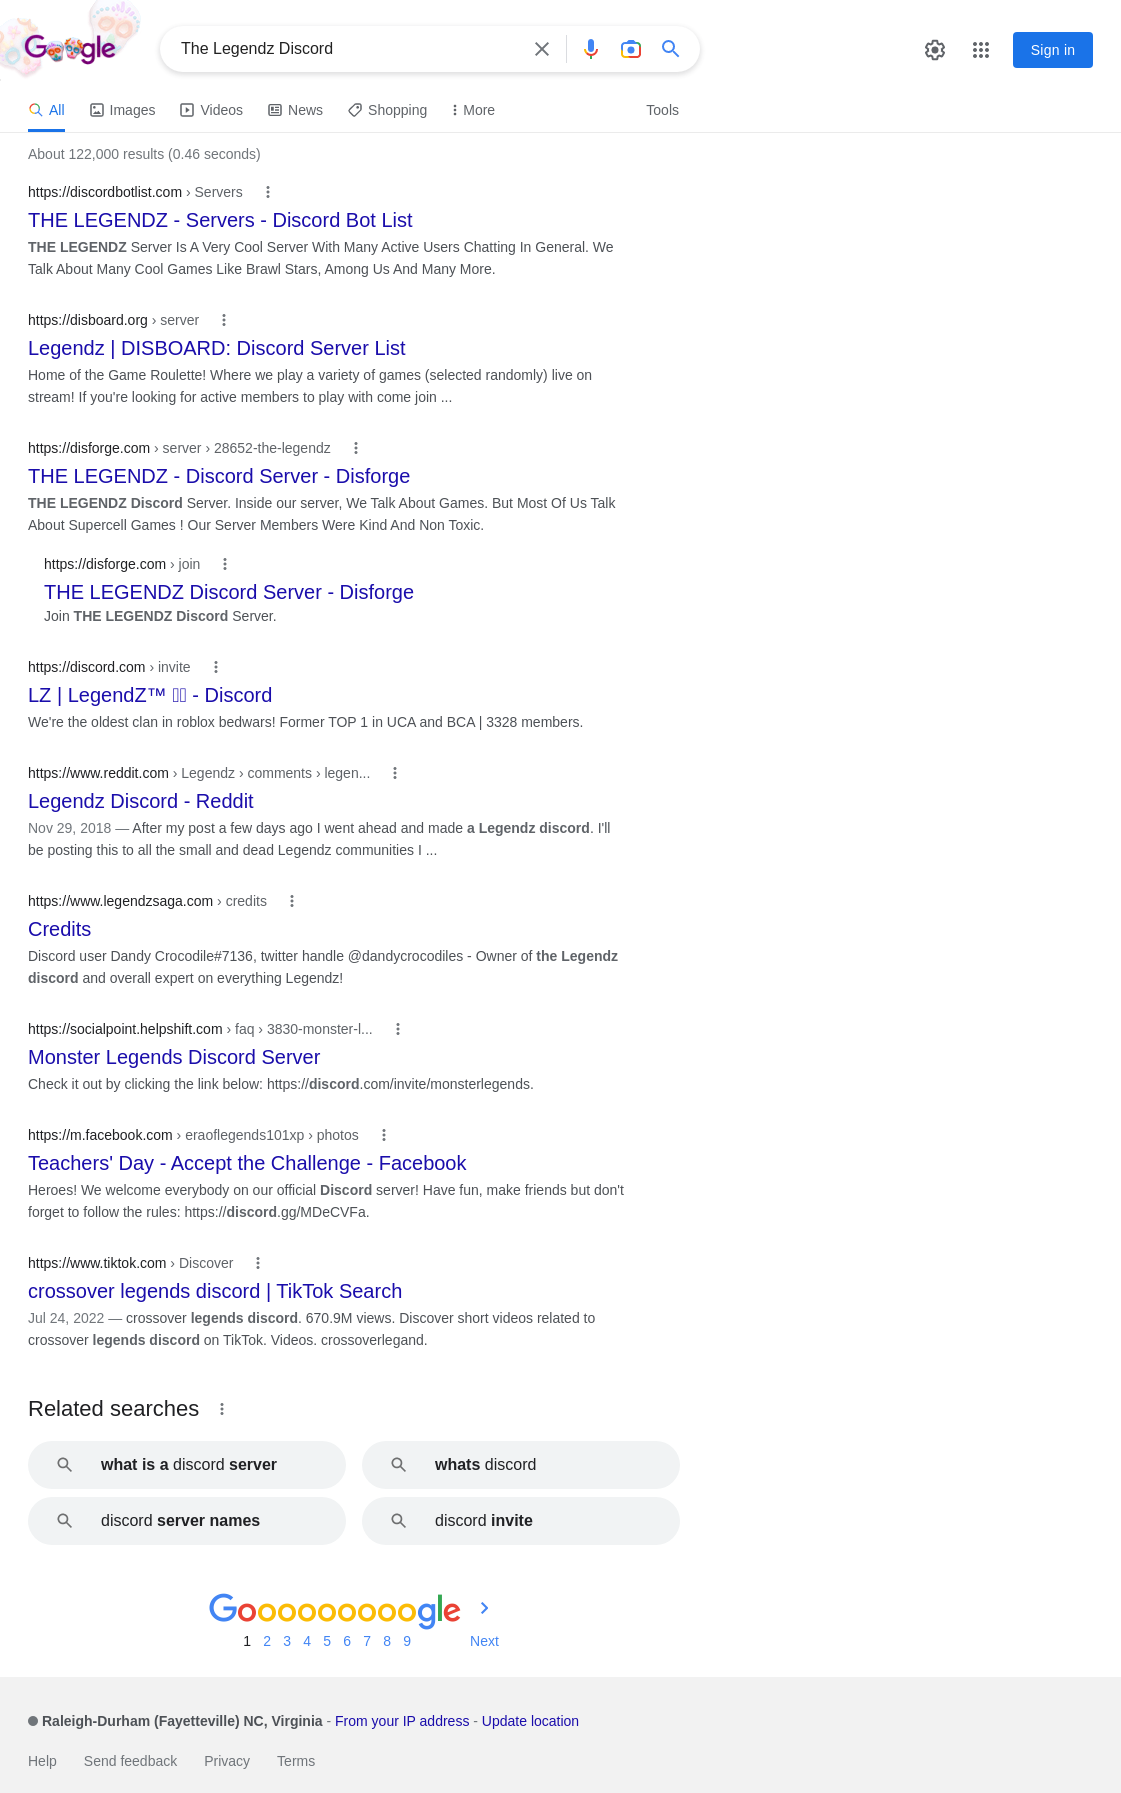 Google
The Legendz Discord
Sign in
All
Images
Videos
News
Shopping
More
Tools
About 122,000 results (0.46 seconds)
https://discordbotlist.com › Servers
THE LEGENDZ - Servers - Discord Bot List
THE LEGENDZ Server Is A Very Cool Server With Many Active Users Chatting In General. We
Talk About Many Cool Games Like Brawl Stars, Among Us And Many More.
https://disboard.org › server
Legendz | DISBOARD: Discord Server List
Home of the Game Roulette! Where we play a variety of games (selected randomly) live on
stream! If you're looking for active members to play with come join ...
https://disforge.com › server › 28652-the-legendz
THE LEGENDZ - Discord Server - Disforge
THE LEGENDZ Discord Server. Inside our server, We Talk About Games. But Most Of Us Talk
About Supercell Games ! Our Server Members Were Kind And Non Toxic.
https://disforge.com › join
THE LEGENDZ Discord Server - Disforge
Join THE LEGENDZ Discord Server.
https://discord.com › invite
LZ | LegendZ™ - Discord
We're the oldest clan in roblox bedwars! Former TOP 1 in UCA and BCA | 3328 members.
https://www.reddit.com › Legendz › comments › legen...
Legendz Discord - Reddit
Nov 29, 2018 — After my post a few days ago I went ahead and made a Legendz discord. I'll
be posting this to all the small and dead Legendz communities I ...
https://www.legendzsaga.com › credits
Credits
Discord user Dandy Crocodile#7136, twitter handle @dandycrocodiles - Owner of the Legendz
discord and overall expert on everything Legendz!
https://socialpoint.helpshift.com › faq › 3830-monster-l...
Monster Legends Discord Server
Check it out by clicking the link below: https://discord.com/invite/monsterlegends.
https://m.facebook.com › eraoflegends101xp › photos
Teachers' Day - Accept the Challenge - Facebook
Heroes! We welcome everybody on our official Discord server! Have fun, make friends but don't
forget to follow the rules: https://discord.gg/MDeCVFa.
https://www.tiktok.com › Discover
crossover legends discord | TikTok Search
Jul 24, 2022 — crossover legends discord. 670.9M views. Discover short videos related to
crossover legends discord on TikTok. Videos. crossoverlegand.
Related searches
what is a discord server
whats discord
discord server names
discord invite
Goooooooooogle
1 2 3 4 5 6 7 8 9 Next
Raleigh-Durham (Fayetteville) NC, Virginia - From your IP address - Update location
Help Send feedback Privacy Terms